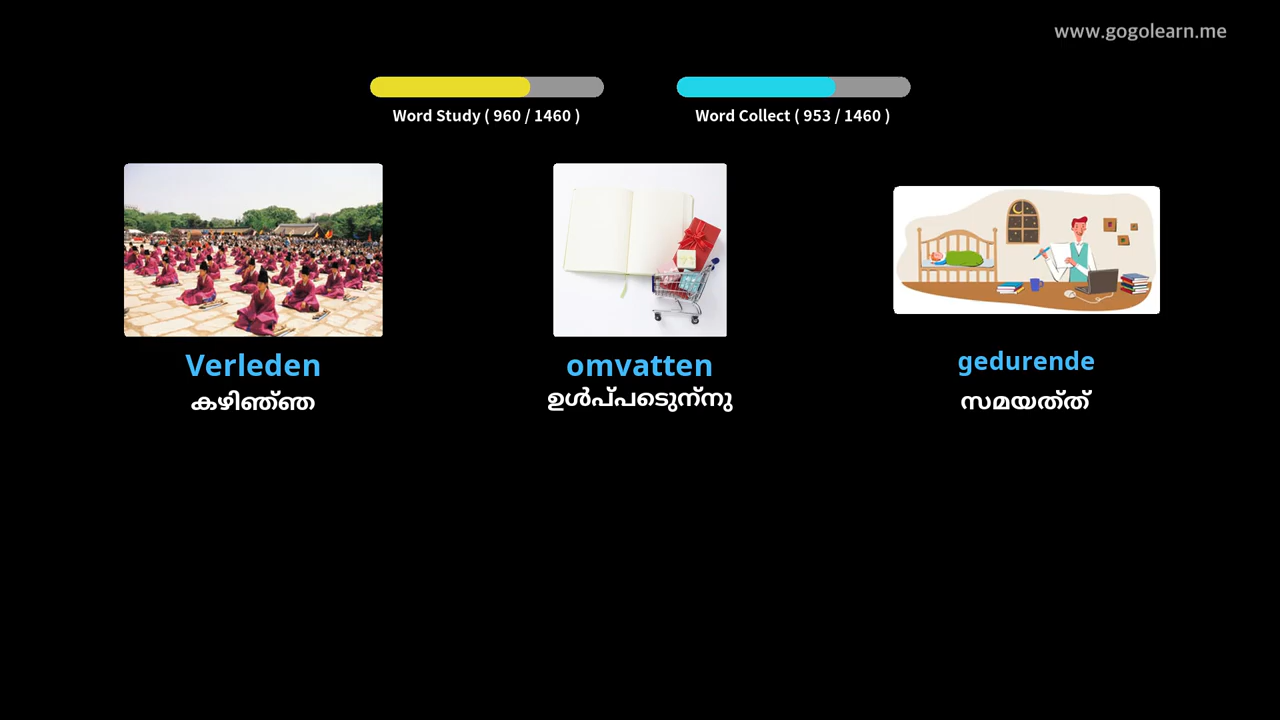 www.gogolearn.me
Word Study ( 960 / 1460 )
Word Collect ( 953 / 1460 )
Verleden
omvatten
gedurende
കഴിഞ്ഞ
ഉൾപ്പടെുന്നു
സമയത്ത്